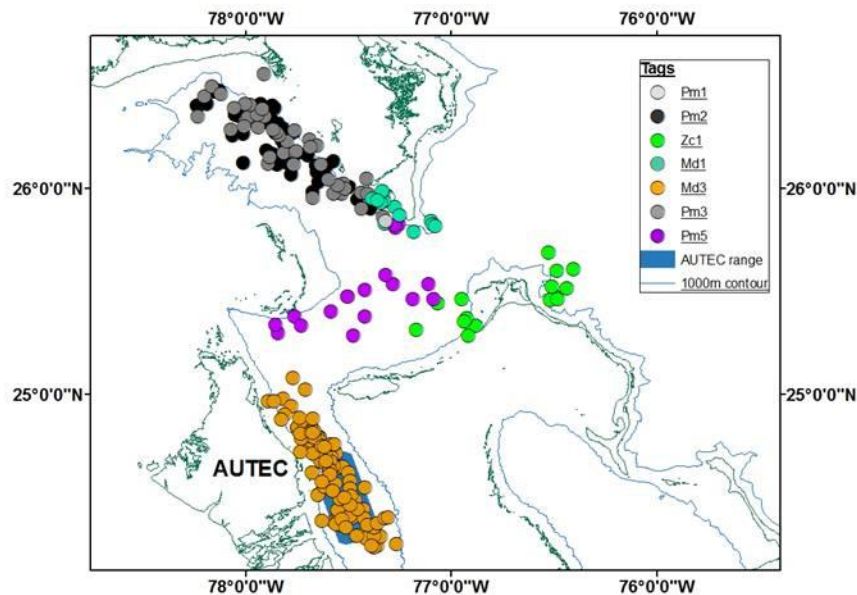 78°0'0"W 77°0'0"W 76°0'0"W
Tags
Pm1
Pm2
Zc1
Md1
Md3
Pm3
Pm5
AUTEC range
1000m contour
26°0'0"N 26°0'0"N
25°0'0"N 25°0'0"N
AUTEC
78°0'0"W 77°0'0"W 76°0'0"W